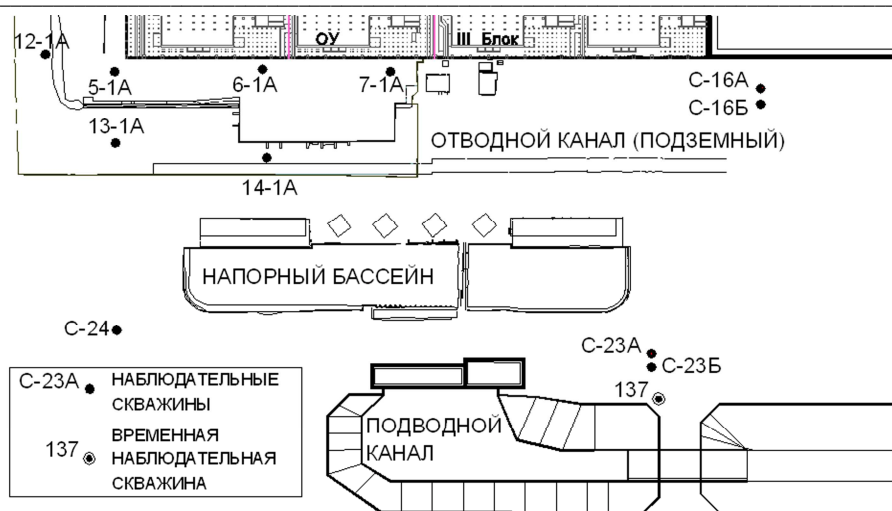 ОУ
III Блок
12-1А
5-1А
6-1А
7-1А
С-16А
С-16Б
13-1А
ОТВОДНОЙ КАНАЛ (ПОДЗЕМНЫЙ)
14-1А
НАПОРНЫЙ БАССЕЙН
С-24
С-23А
С-23Б
137
ПОДВОДНОЙ
КАНАЛ
С-23А
НАБЛЮДАТЕЛЬНЫЕ
СКВАЖИНЫ
137
ВРЕМЕННАЯ
НАБЛЮДАТЕЛЬНАЯ
СКВАЖИНА